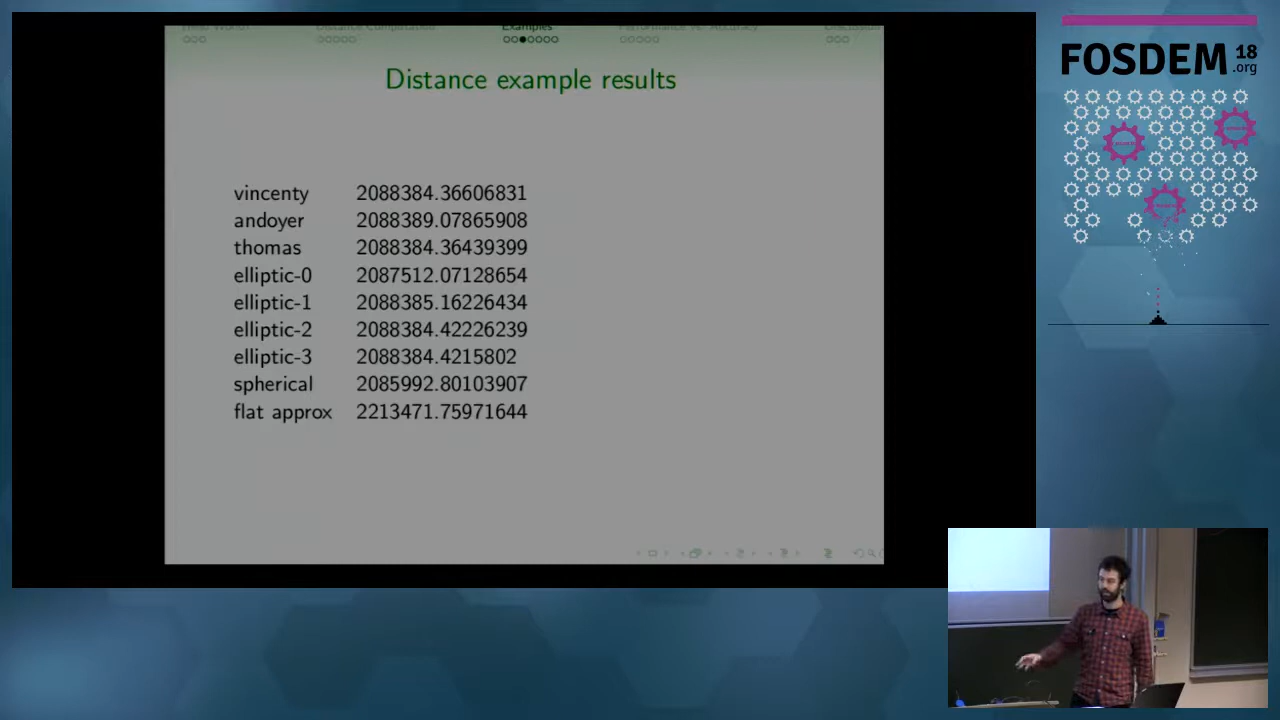 Examples
Distance example results
vincenty 2088384.36606831
andoyer 2088389.07865908
thomas 2088384.36439399
elliptic-0 2087512.07128654
elliptic-1 2088385.16226434
elliptic-2 2088384.42226239
elliptic-3 2088384.4215802
spherical 2085992.80103907
flat approx 2213471.75971644
FOSDEM 18
.org